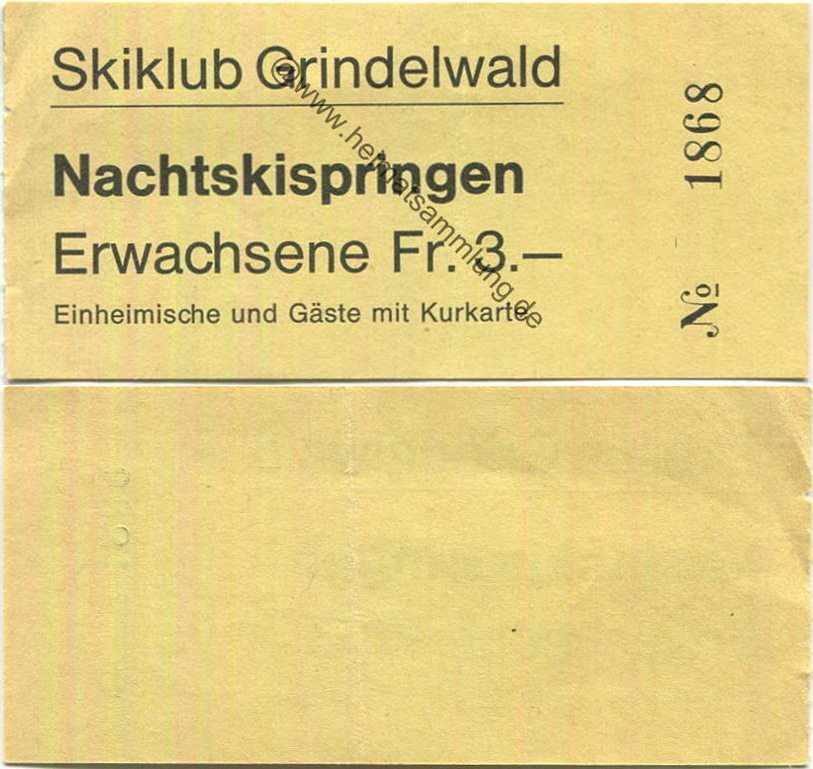 Skiklub Grindelwald
Nachtskispringen
Erwachsene Fr. 3.—
Einheimische und Gäste mit Kurkarte
№ 1868
©www.heimatsammlung.de